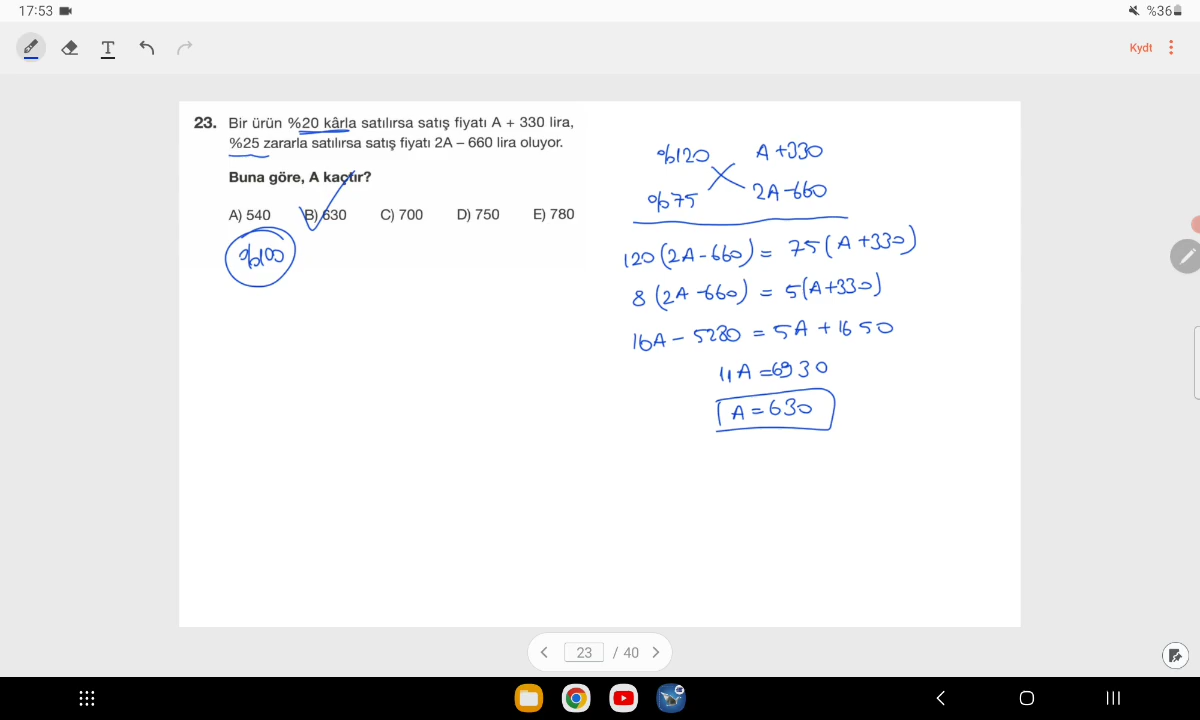 17:53
%36
T
Kydt
23. Bir ürün %20 kârla satılırsa satış fiyatı A + 330 lira,
%25 zararla satılırsa satış fiyatı 2A – 660 lira oluyor.
Buna göre, A kaçtır?
A) 540 B) 630 C) 700 D) 750 E) 780
%100
%120 A+330
%75 2A-660
120(2A-660) = 75(A+330)
8(2A-660) = 5(A+330)
16A - 5280 = 5A + 1650
11A = 6930
A = 630
23 / 40